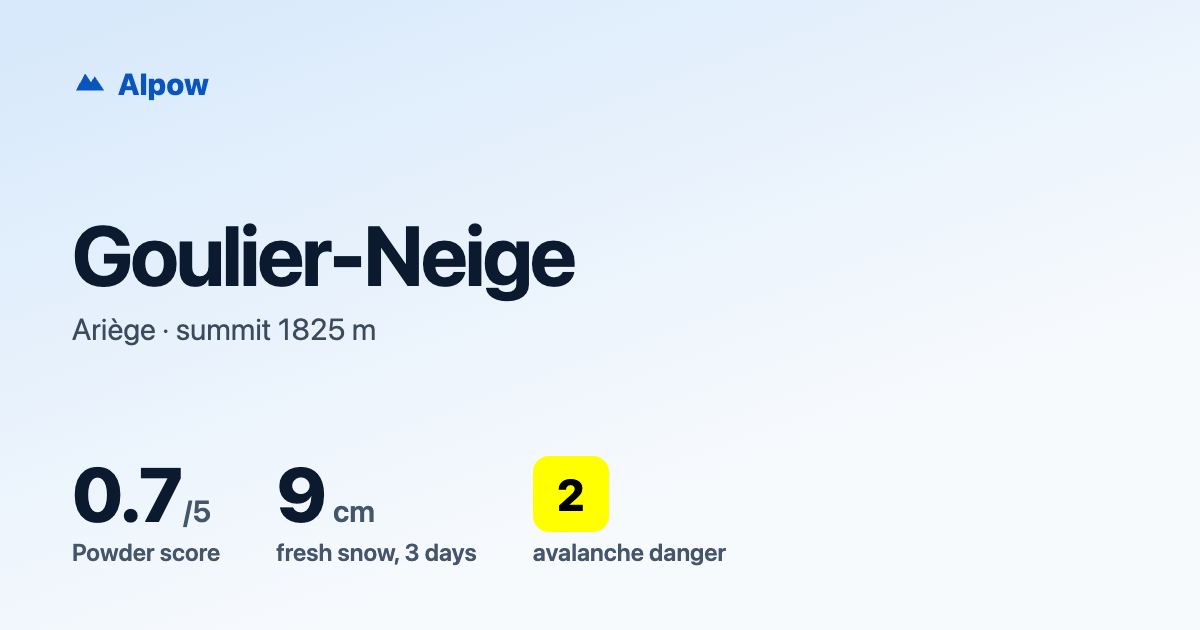 Alpow
Goulier-Neige
Ariège · summit 1825 m
0.7/5 9 cm 2
Powder score fresh snow, 3 days avalanche danger